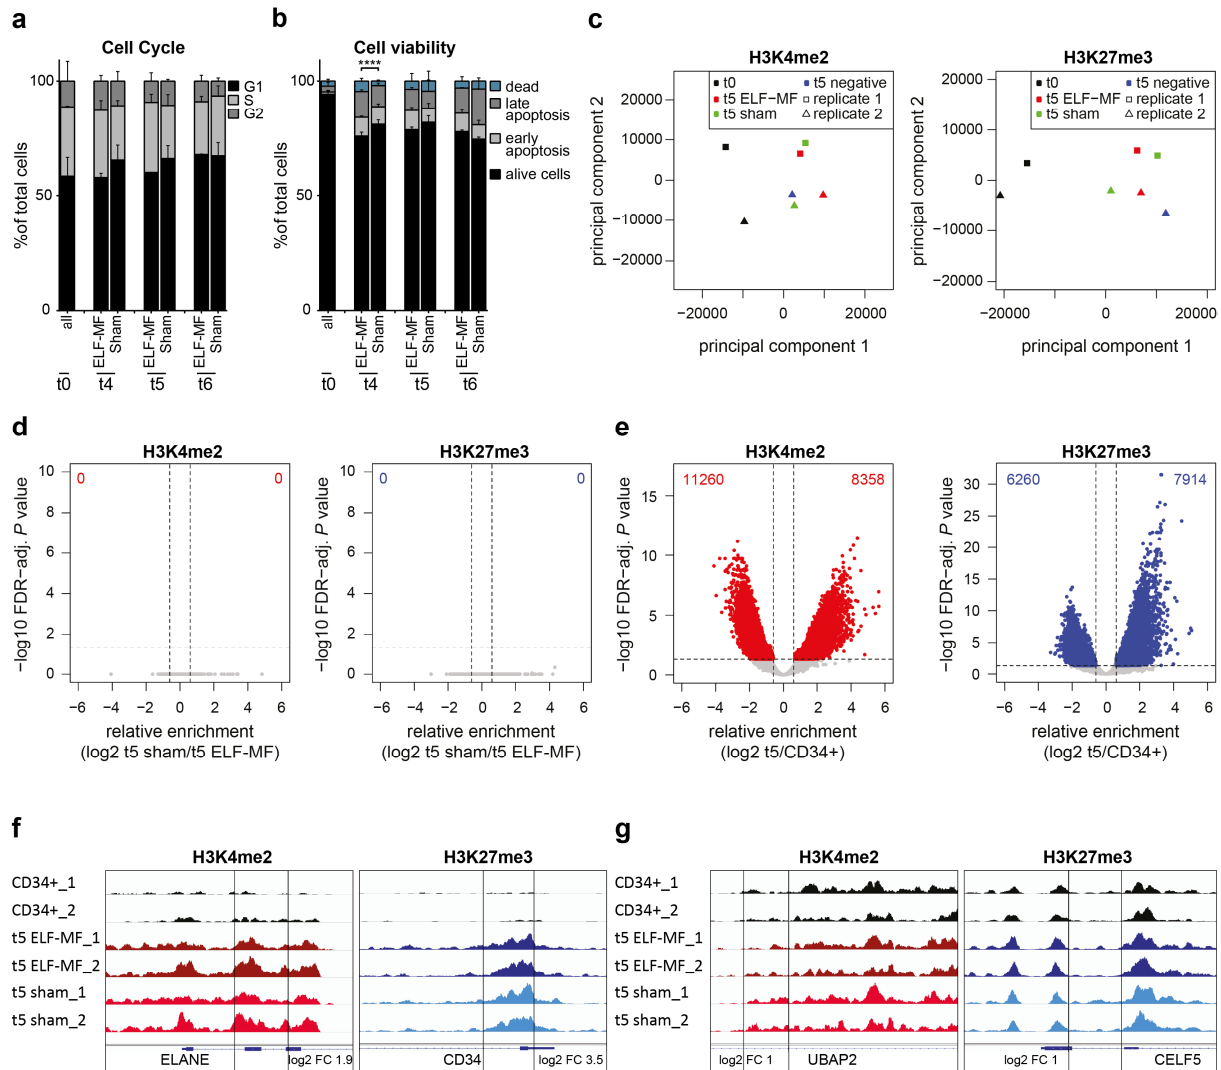 a
Cell Cycle
100
50
0
%of total cells
G1
S
G2
all
ELF-MF
Sham
ELF-MF
Sham
ELF-MF
Sham
t0
t4
t5
t6
b
Cell viability
****
100
50
0
%of total cells
dead
late
apoptosis
early
apoptosis
alive cells
all
ELF-MF
Sham
ELF-MF
Sham
ELF-MF
Sham
t0
t4
t5
t6
c
H3K4me2
t0
t5 negative
t5 ELF−MF
replicate 1
t5 sham
replicate 2
20000
10000
0
−10000
−20000
principal component 2
−20000
0
20000
principal component 1
H3K27me3
t0
t5 negative
t5 ELF−MF
replicate 1
t5 sham
replicate 2
20000
10000
0
−10000
−20000
principal component 2
−20000
0
20000
principal component 1
d
H3K4me2
0
0
10
8
6
4
2
0
−log10 FDR−adj. P value
−6 −4 −2 0 2 4 6
relative enrichment
(log2 t5 sham/t5 ELF-MF)
H3K27me3
0
0
10
8
6
4
2
0
−log10 FDR−adj. P value
−6 −4 −2 0 2 4 6
relative enrichment
(log2 t5 sham/t5 ELF-MF)
e
H3K4me2
11260
8358
15
10
5
0
−log10 FDR−adj. P value
−6 −4 −2 0 2 4 6
relative enrichment
(log2 t5/CD34+)
H3K27me3
6260
7914
30
25
20
15
10
5
0
−log10 FDR−adj. P value
−6 −4 −2 0 2 4 6
relative enrichment
(log2 t5/CD34+)
f
H3K4me2
H3K27me3
CD34+_1
CD34+_2
t5 ELF-MF_1
t5 ELF-MF_2
t5 sham_1
t5 sham_2
ELANE
log2 FC 1.9
CD34
log2 FC 3.5
g
H3K4me2
H3K27me3
CD34+_1
CD34+_2
t5 ELF-MF_1
t5 ELF-MF_2
t5 sham_1
t5 sham_2
log2 FC 1
UBAP2
log2 FC 1
CELF5